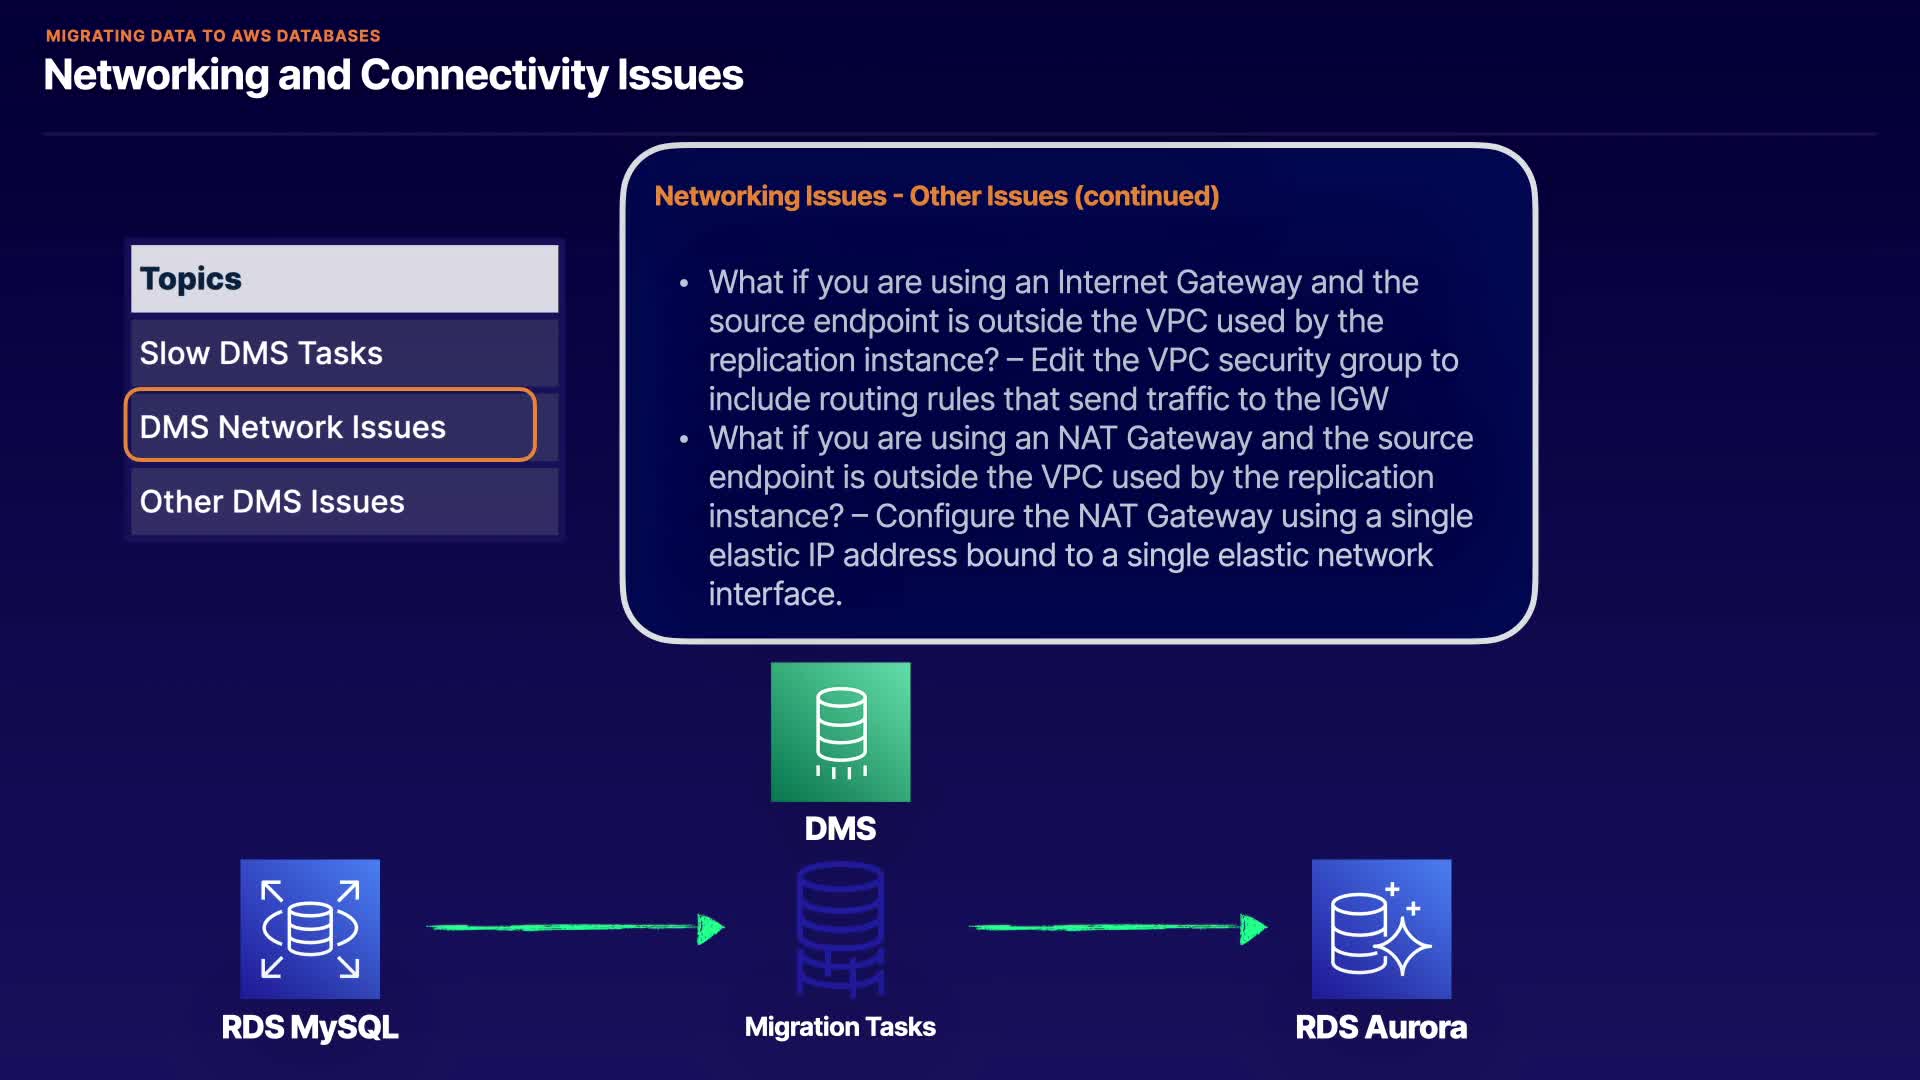 MIGRATING DATA TO AWS DATABASES
Networking and Connectivity Issues
Topics
Slow DMS Tasks
DMS Network Issues
Other DMS Issues
Networking Issues - Other Issues (continued)
• What if you are using an Internet Gateway and the
source endpoint is outside the VPC used by the
replication instance? – Edit the VPC security group to
include routing rules that send traffic to the IGW
• What if you are using an NAT Gateway and the source
endpoint is outside the VPC used by the replication
instance? – Configure the NAT Gateway using a single
elastic IP address bound to a single elastic network
interface.
DMS
RDS MySQL
Migration Tasks
RDS Aurora